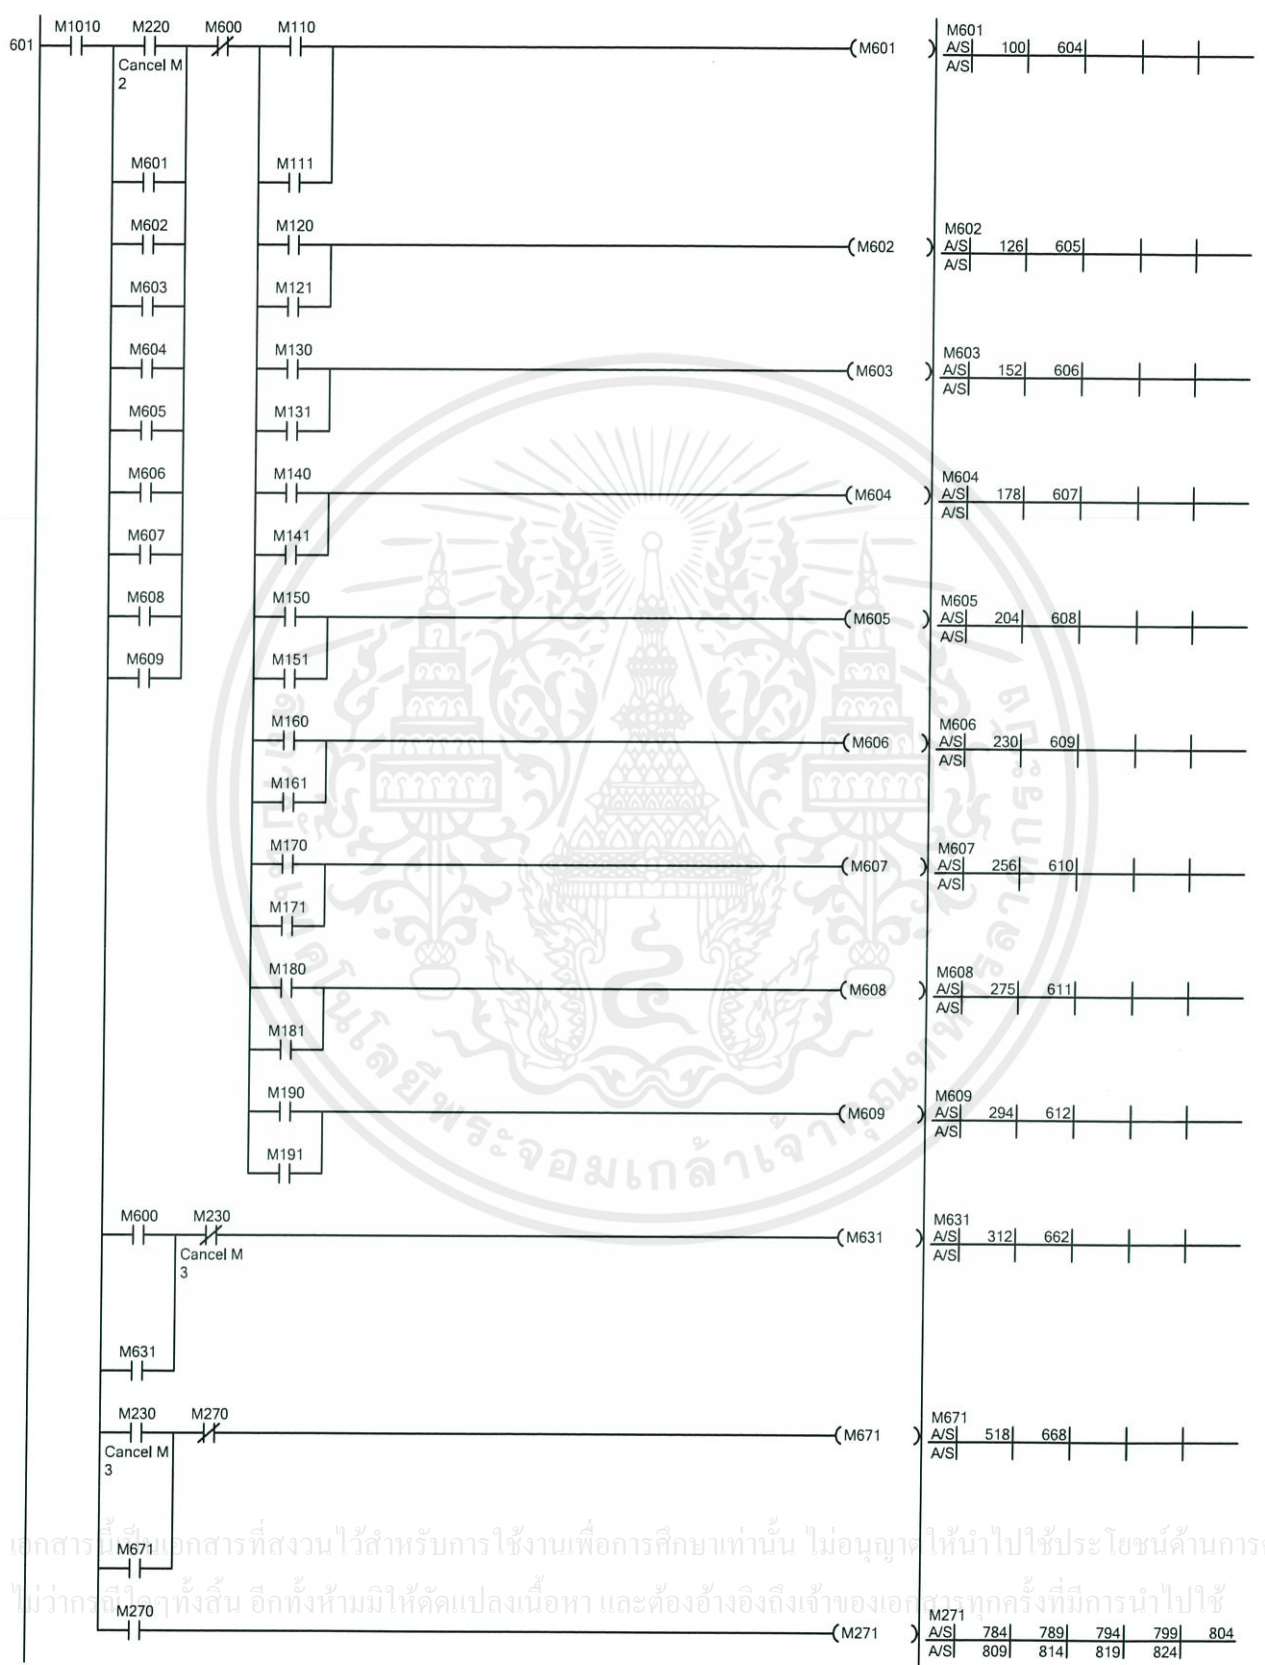 M1010 M220 M600 M110 M601
601 (M601 ) A/S 100 604
Cancel M A/S
2
M601 M111
M602 M120 M602
(M602 ) A/S 126 605
A/S
M603 M121
M604 M130 M603
(M603 ) A/S 152 606
A/S
M605 M131
M606 M140 M604
(M604 ) A/S 178 607
A/S
M607 M141
M608 M150 M605
(M605 ) A/S 204 608
A/S
M609 M151
M160 M606
(M606 ) A/S 230 609
A/S
M161
M170 M607
(M607 ) A/S 256 610
A/S
M171
M180 M608
(M608 ) A/S 275 611
A/S
M181
M190 M609
(M609 ) A/S 294 612
A/S
M191
M600 M230 M631
(M631 ) A/S 312 662
Cancel M A/S
3
M631
M230 M270 M671
(M671 ) A/S 518 668
Cancel M A/S
3
M671
M270 M271
(M271 ) A/S 784 789 794 799 804
A/S 809 814 819 824
เอกสารนี้เป็นเอกสารที่สงวนไว้สำหรับการใช้งานเพื่อการศึกษาเท่านั้น ไม่อนุญาตให้นำไปใช้ประโยชน์ด้านการ
ไม่ว่ากรณีใดๆทั้งสิ้น อีกทั้งห้ามมิให้ดัดแปลงเนื้อหา และต้องอ้างอิงถึงเจ้าของเอกสารทุกครั้งที่มีการนำไปใช้